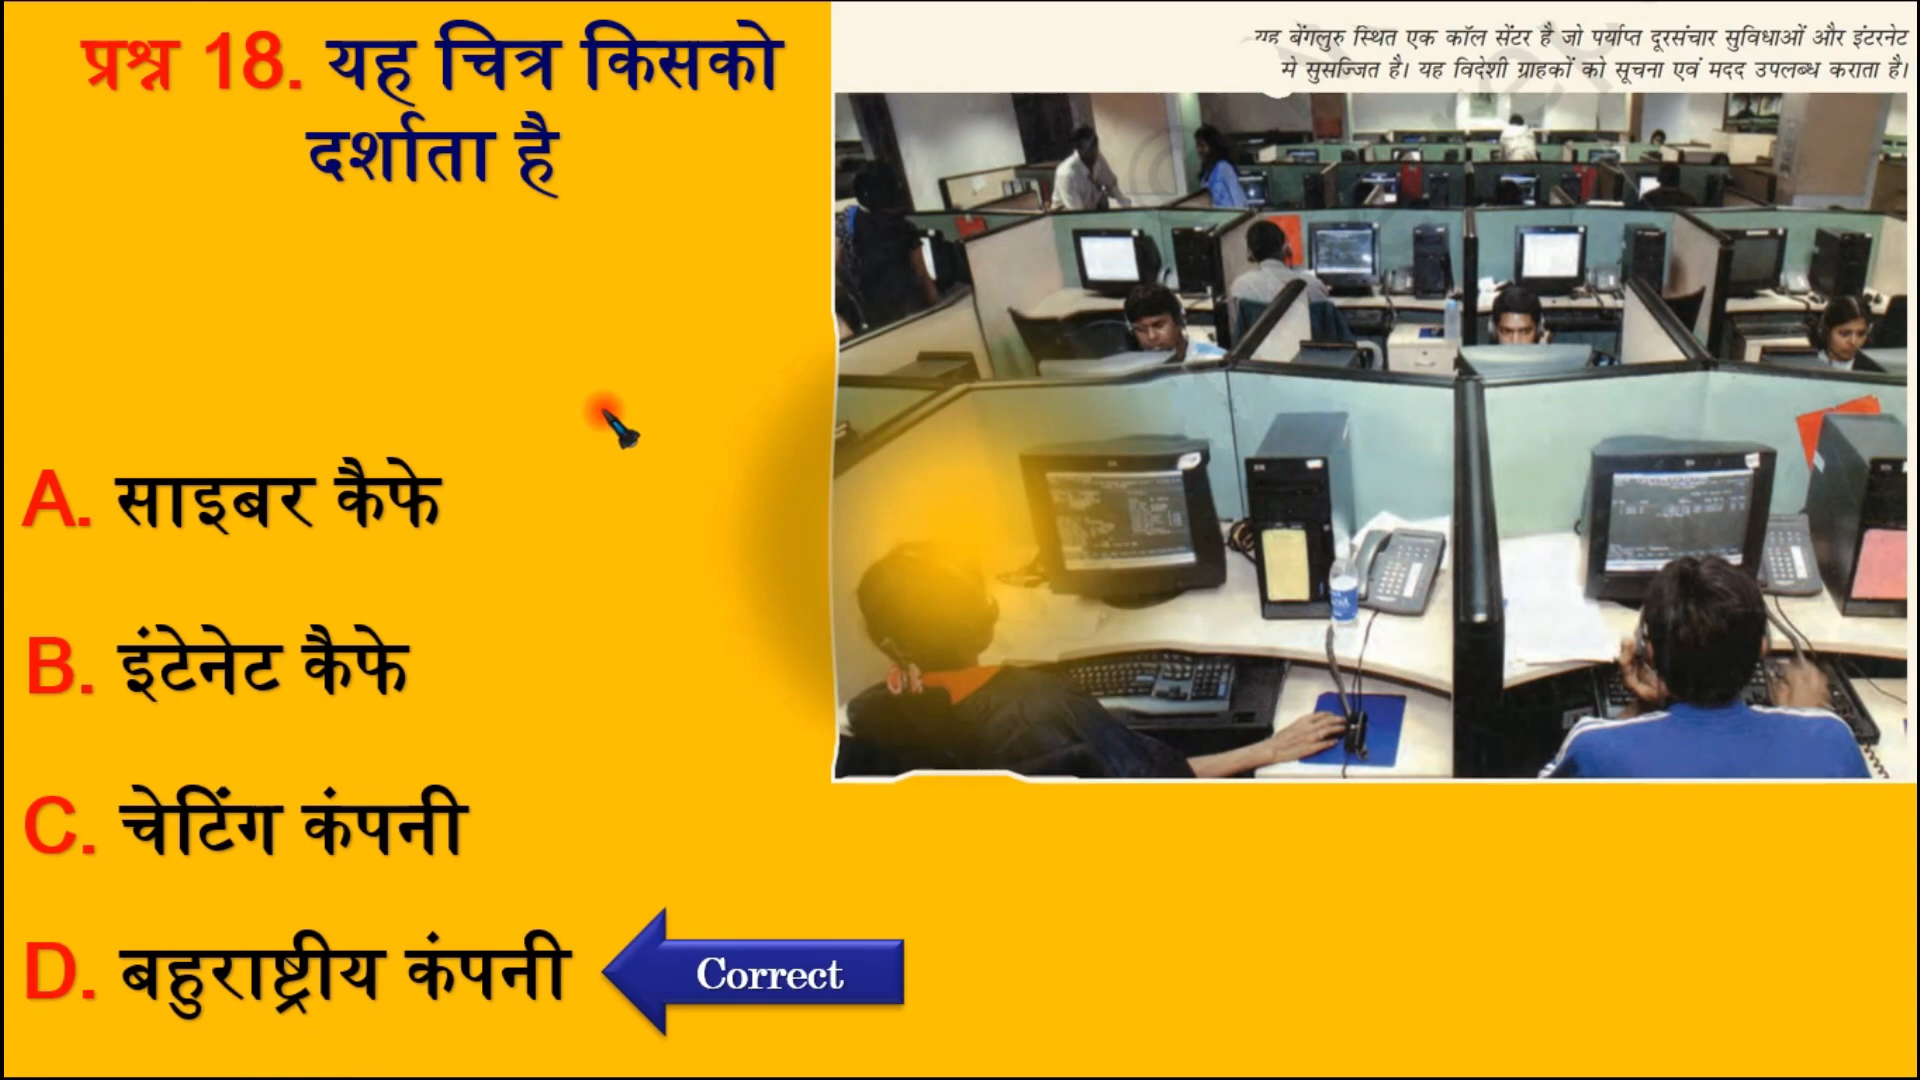 प्रश्न 18. यह चित्र किसको
दर्शाता है
यह बेंगलुरु स्थित एक कॉल सेंटर है जो पर्याप्त दूरसंचार सुविधाओं और इंटरनेट
से सुसज्जित है। यह विदेशी ग्राहकों को सूचना एवं मदद उपलब्ध कराता है।
A. साइबर कैफे
B. इंटेनेट कैफे
C. चेटिंग कंपनी
D. बहुराष्ट्रीय कंपनी
Correct